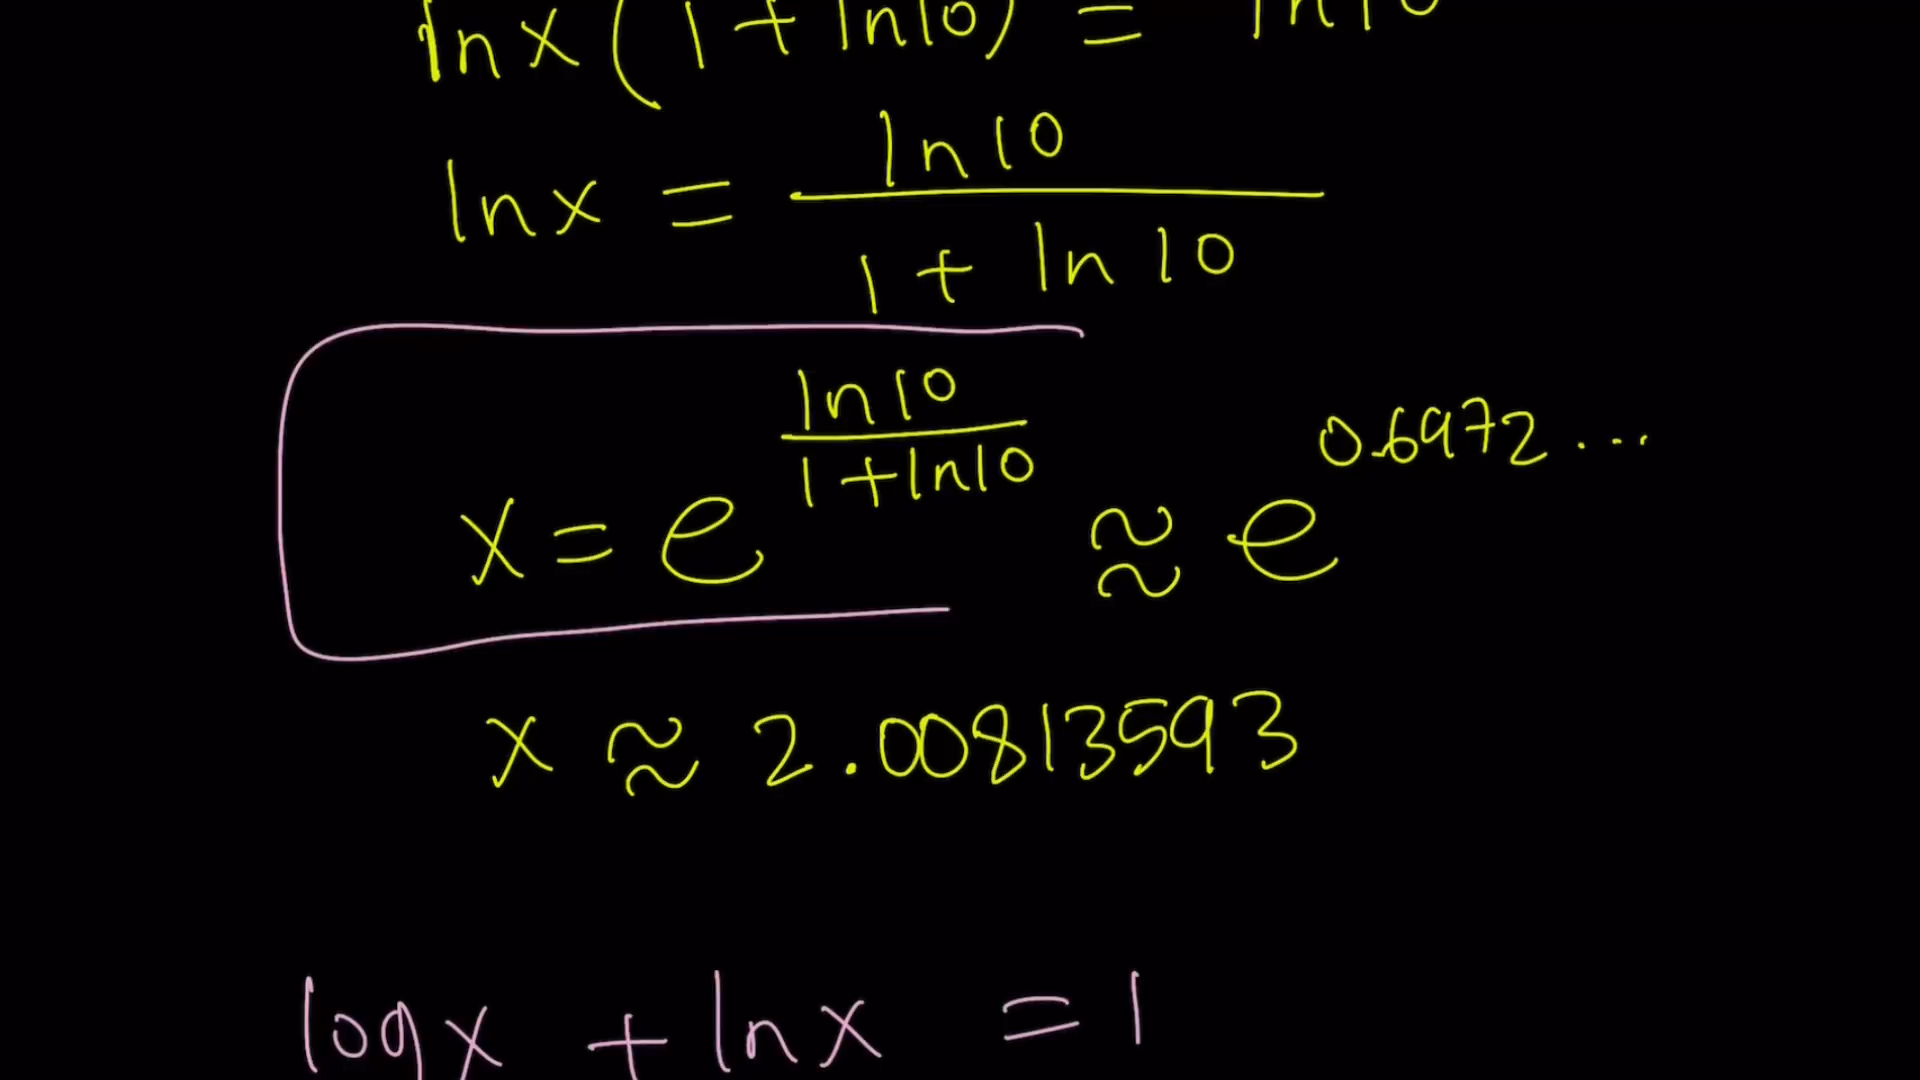 ln x (1 + ln 10) = ln 10
ln x = ln 10 / (1 + ln 10)
x = e^(ln 10 / (1 + ln 10)) ≈ e^0.6972...
x ≈ 2.00813593
log x + ln x = 1